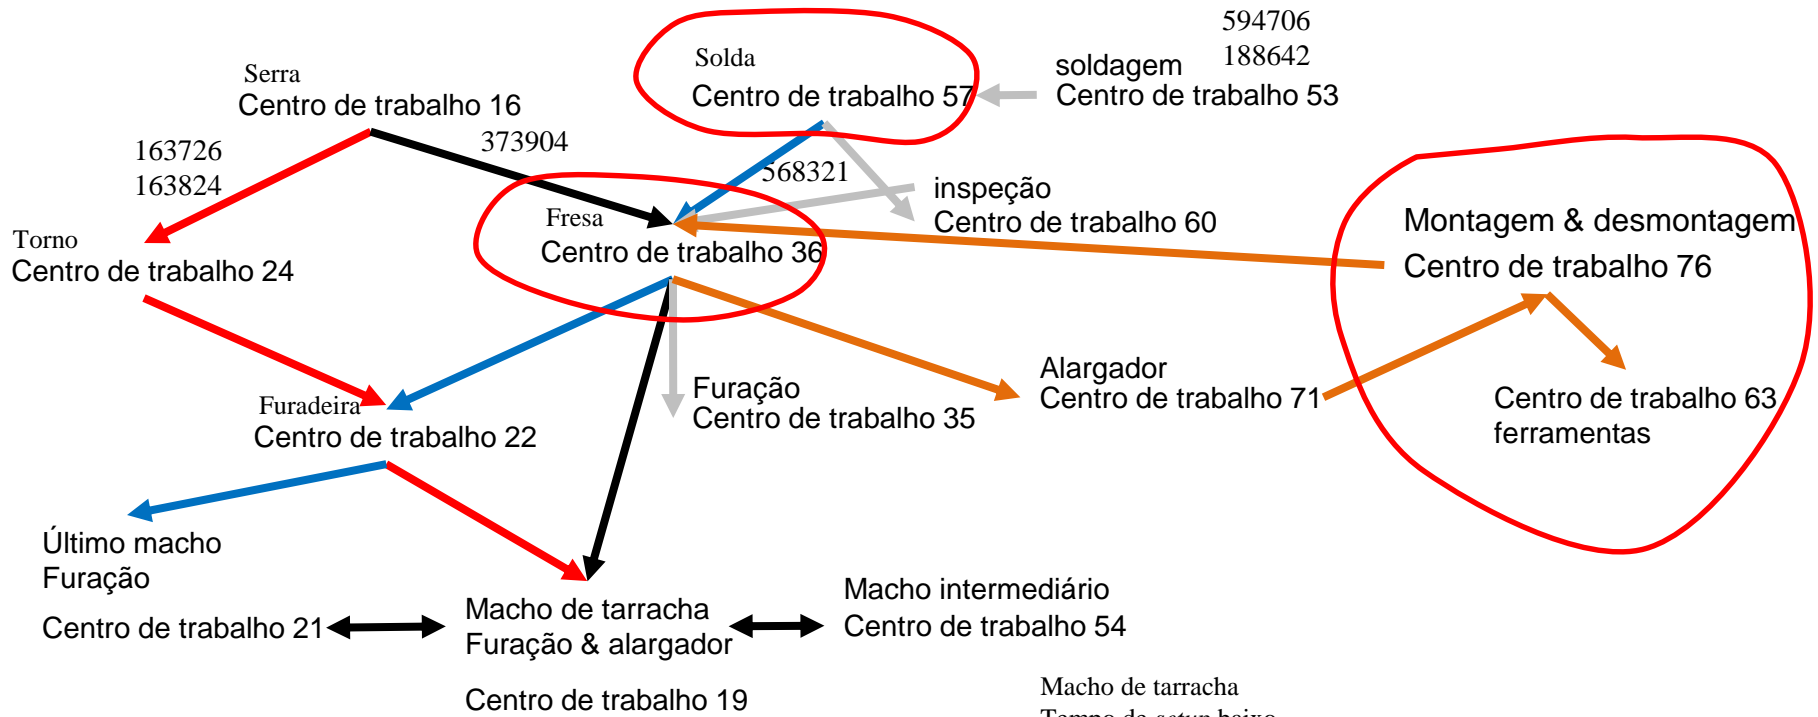 594706
188642
Solda
Centro de trabalho 57
soldagem
Centro de trabalho 53
Serra
Centro de trabalho 16
163726
163824
373904
568321
inspeção
Centro de trabalho 60
Montagem & desmontagem
Centro de trabalho 76
Torno
Centro de trabalho 24
Fresa
Centro de trabalho 36
Alargador
Centro de trabalho 71
Furação
Centro de trabalho 35
Centro de trabalho 63
ferramentas
Furadeira
Centro de trabalho 22
Último macho
Furação
Centro de trabalho 21
Macho de tarracha
Furação & alargador
Centro de trabalho 19
Macho intermediário
Centro de trabalho 54
Macho de tarracha
Tempo de setup baixo